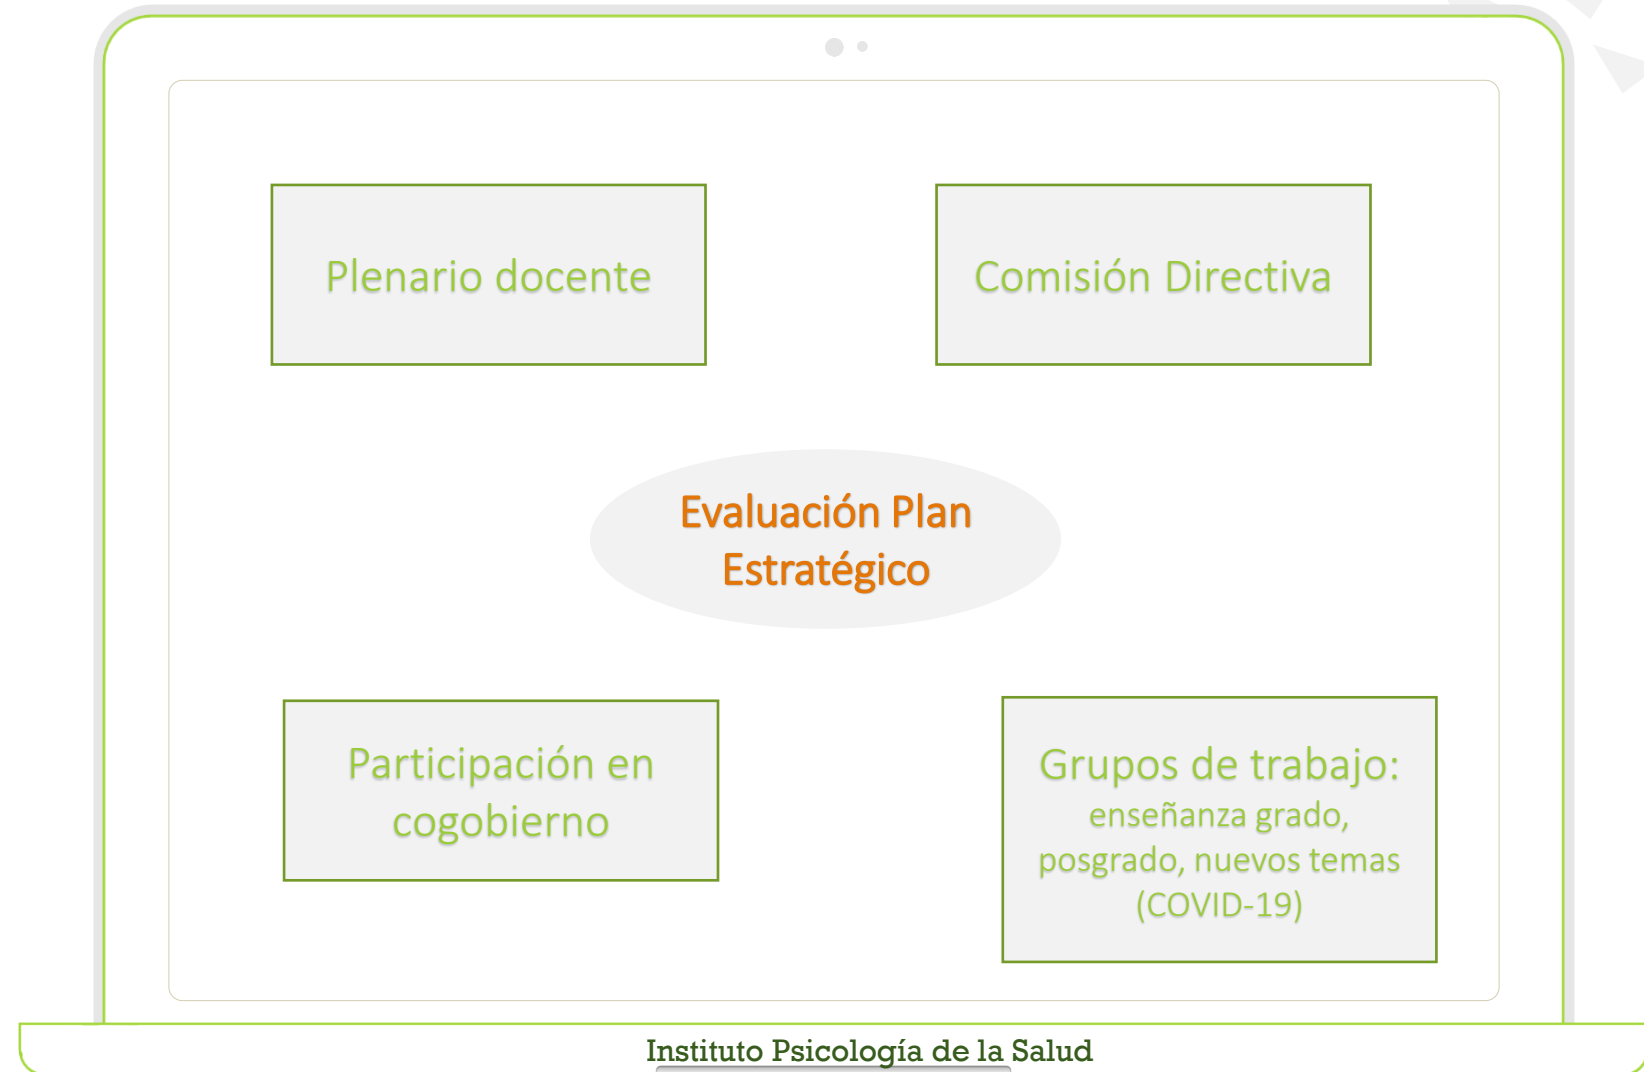 Plenario docente
Comisión Directiva
Evaluación Plan
Estratégico
Participación en
cogobierno
Grupos de trabajo:
enseñanza grado,
posgrado, nuevos temas
(COVID-19)
Instituto Psicología de la Salud